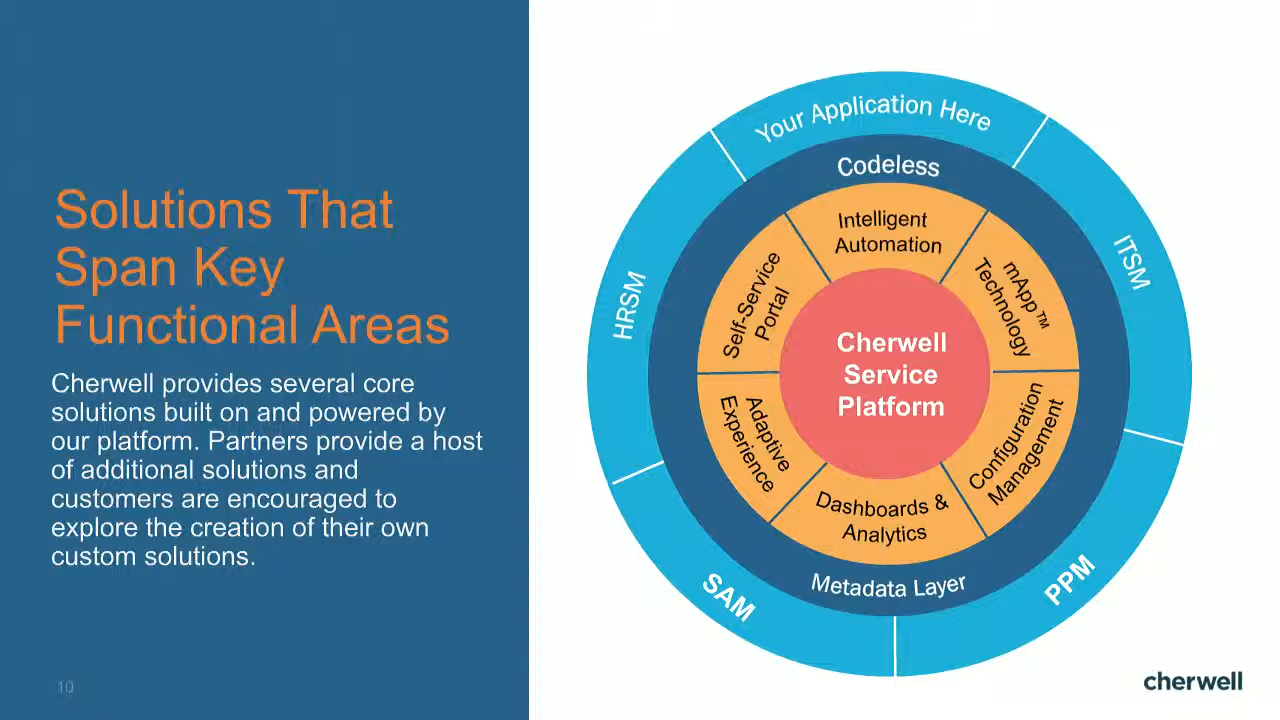 Solutions That
Span Key
Functional Areas
Cherwell provides several core
solutions built on and powered by
our platform. Partners provide a host
of additional solutions and
customers are encouraged to
explore the creation of their own
custom solutions.
10
Your Application Here
Codeless
Intelligent
Automation
mApp™
Technology
Configuration
Management
Dashboards &
Analytics
Adaptive
Experience
Self-Service
Portal
Cherwell
Service
Platform
Metadata Layer
HRSM
ITSM
PPM
SAM
cherwell